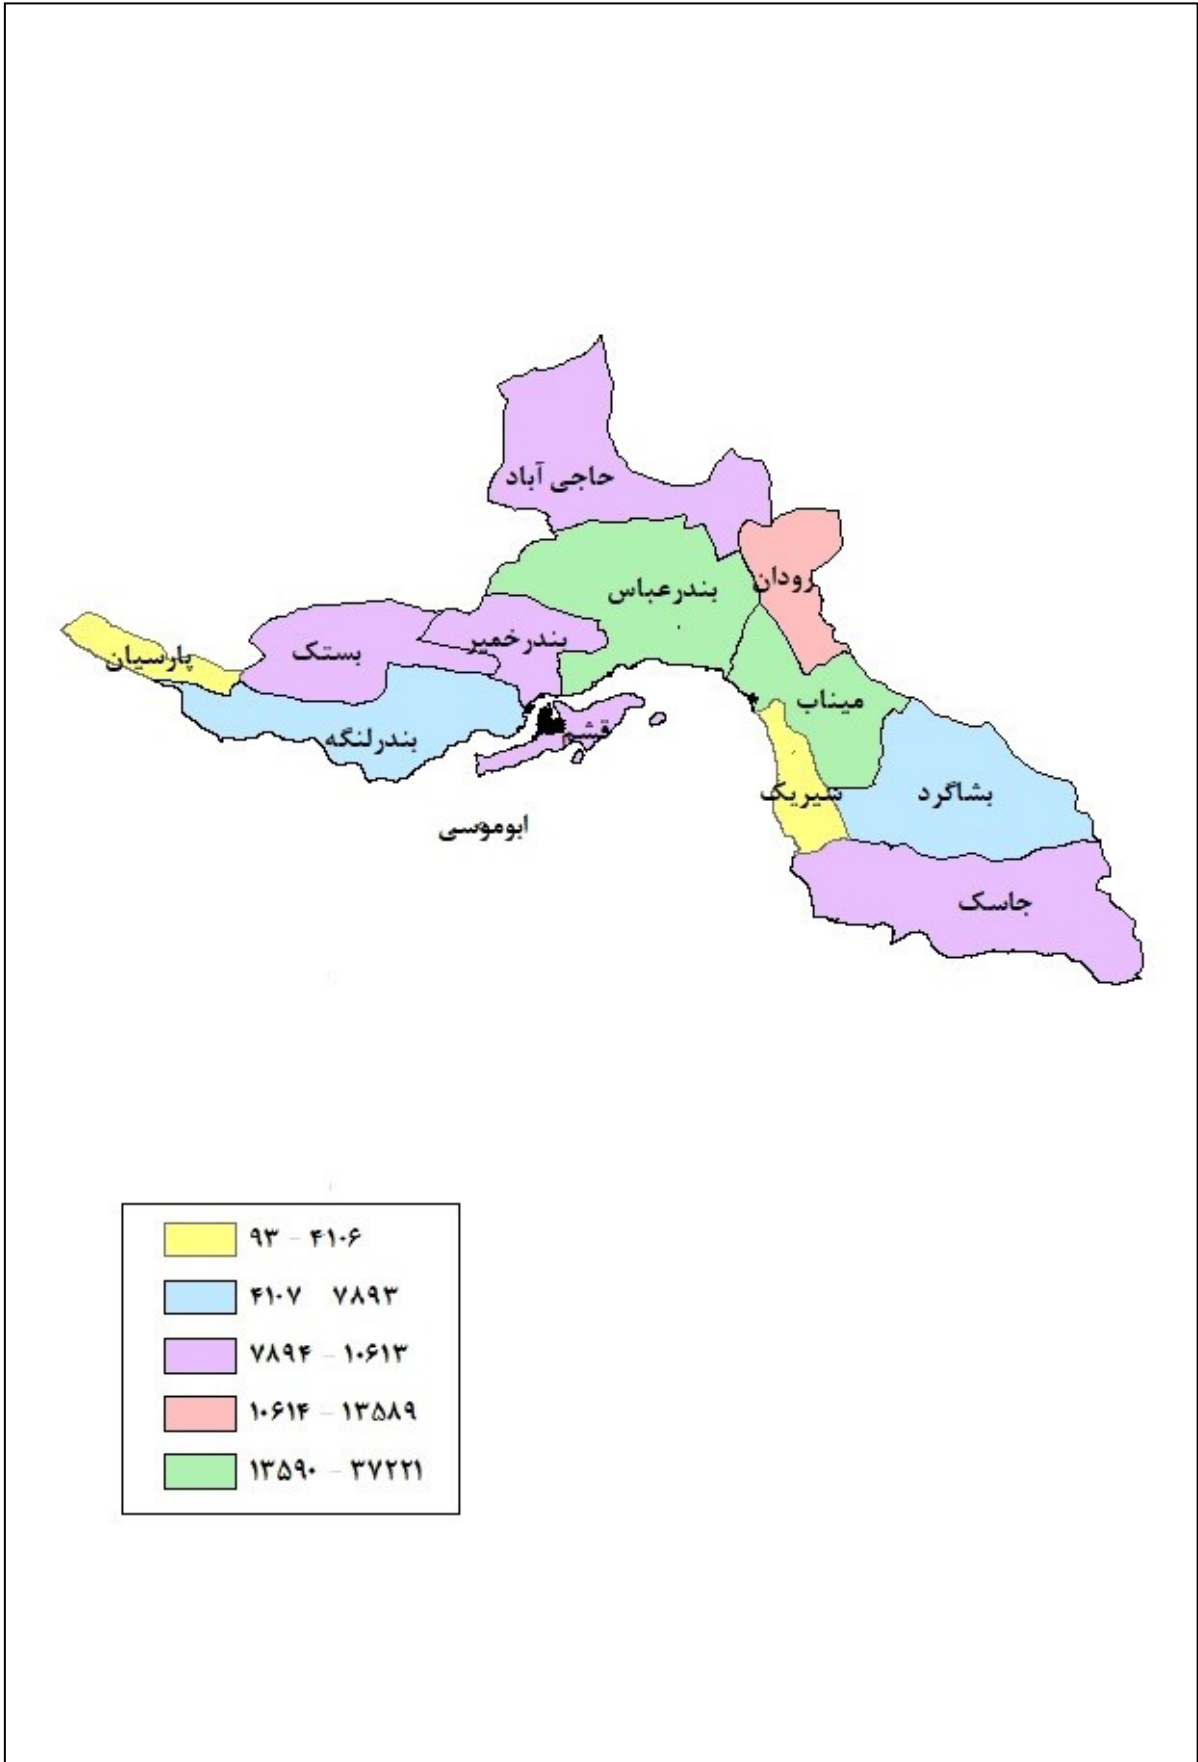 حاجی آباد
رودان
بندرعباس
بندرخمیر
بستک
پارسیان
میناب
قشم
بندرلنگه
شیریک
بشاگرد
ابوموسی
جاسک
۹۳ - ۴۱۰۶
۴۱۰۷ ۷۸۹۳
۷۸۹۴ - ۱۰۶۱۳
۱۰۶۱۴ - ۱۳۵۸۹
۱۳۵۹۰ - ۳۷۲۲۱